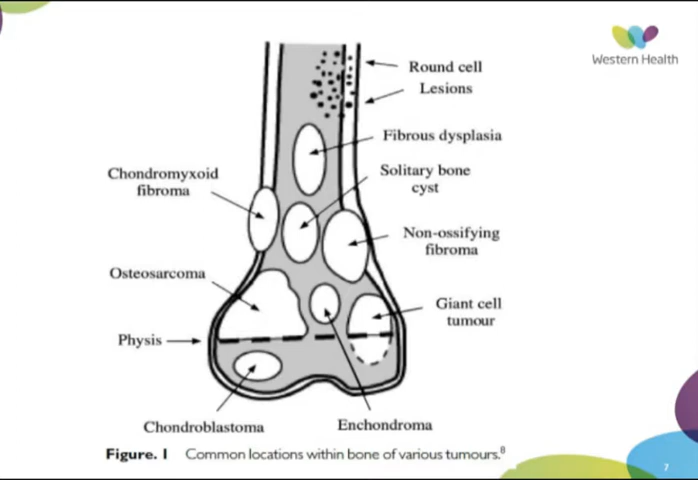 Western Health
Round cell
Lesions
Fibrous dysplasia
Chondromyxoid
fibroma
Solitary bone
cyst
Non-ossifying
fibroma
Osteosarcoma
Giant cell
tumour
Physis
Chondroblastoma
Enchondroma
Figure. 1 Common locations within bone of various tumours.8
7